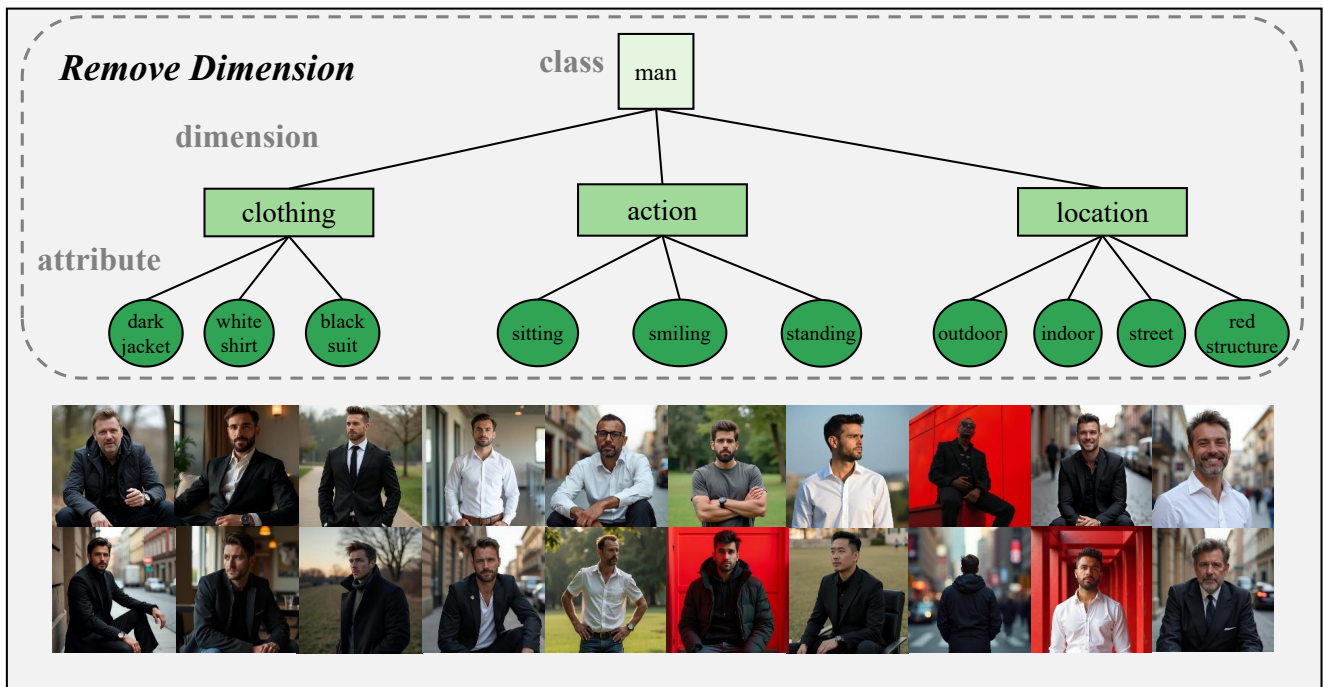 Remove Dimension
class
man
dimension
clothing
action
location
attribute
dark
jacket
white
shirt
black
suit
sitting
smiling
standing
outdoor
indoor
street
red
structure